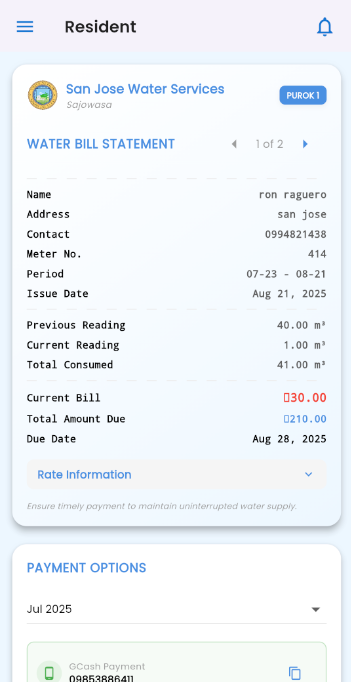 Resident
San Jose Water Services
Sajowasa
PUROK 1
WATER BILL STATEMENT
1 of 2
Name ron raguero
Address san jose
Contact 0994821438
Meter No. 414
Period 07-23 - 08-21
Issue Date Aug 21, 2025
Previous Reading 40.00 m³
Current Reading 1.00 m³
Total Consumed 41.00 m³
Current Bill ▯30.00
Total Amount Due ▯210.00
Due Date Aug 28, 2025
Rate Information
Ensure timely payment to maintain uninterrupted water supply.
PAYMENT OPTIONS
Jul 2025
GCash Payment
09853886411